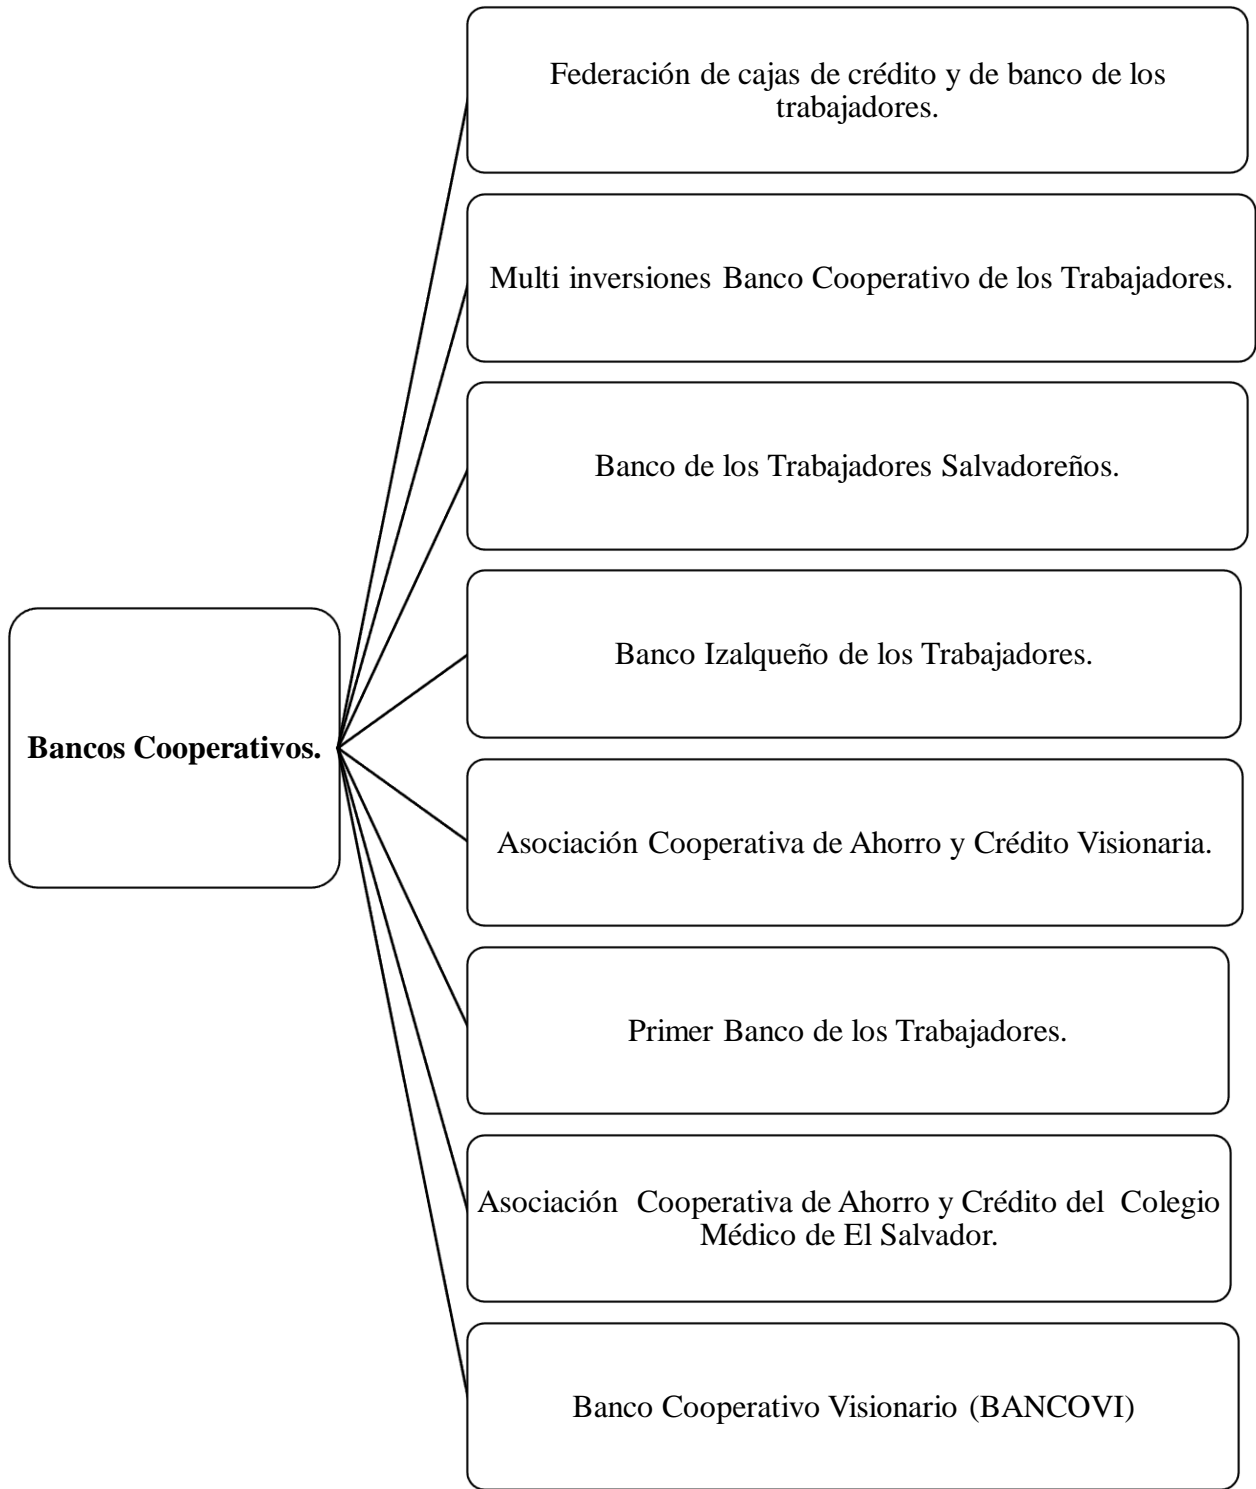 Federación de cajas de crédito y de banco de los
trabajadores.
Multi inversiones Banco Cooperativo de los Trabajadores.
Banco de los Trabajadores Salvadoreños.
Banco Izalqueño de los Trabajadores.
Bancos Cooperativos.
Asociación Cooperativa de Ahorro y Crédito Visionaria.
Primer Banco de los Trabajadores.
Asociación Cooperativa de Ahorro y Crédito del Colegio
Médico de El Salvador.
Banco Cooperativo Visionario (BANCOVI)